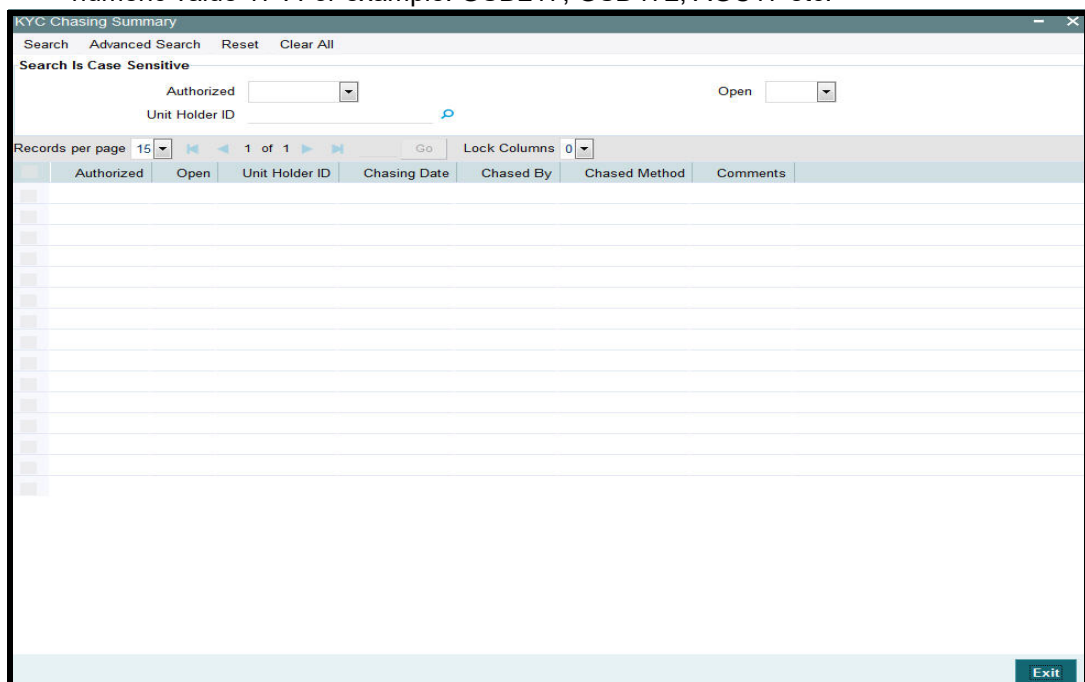 KYC Chasing Summary
Search Advanced Search Reset Clear All
Search Is Case Sensitive
Authorized Open
Unit Holder ID
Records per page 15 1 of 1 Go Lock Columns 0
Authorized Open Unit Holder ID Chasing Date Chased By Chased Method Comments
Exit